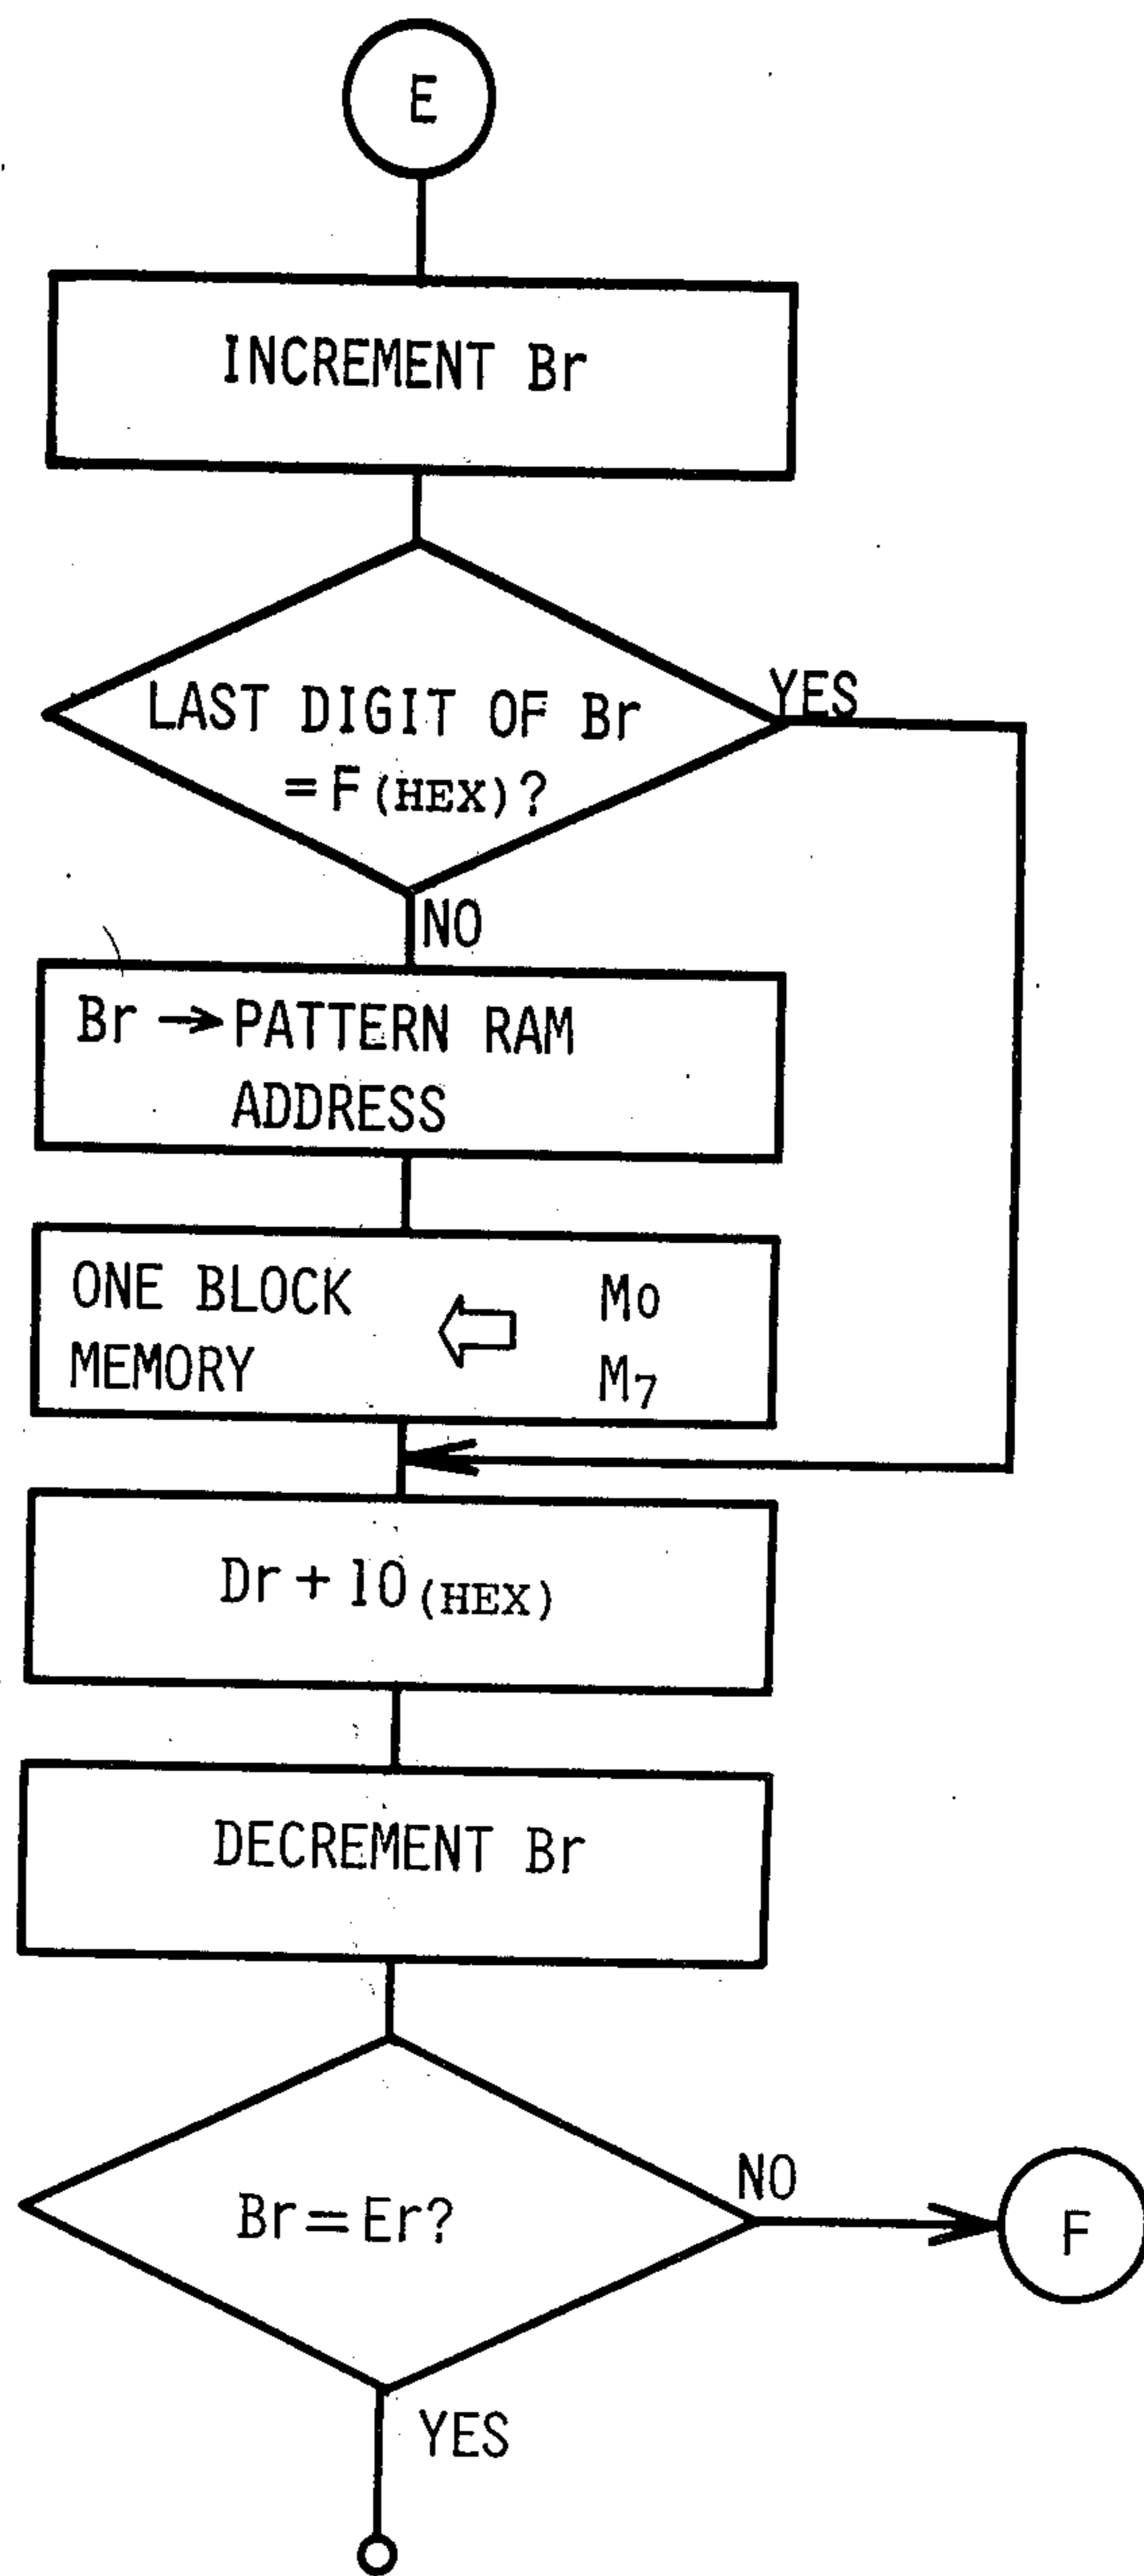 E
INCREMENT Br
LAST DIGIT OF Br
= F (HEX) ?
YES
NO
Br → PATTERN RAM
ADDRESS
ONE BLOCK
MEMORY
M0
M7
Dr + 10 (HEX)
DECREMENT Br
Br = Er?
NO
F
YES